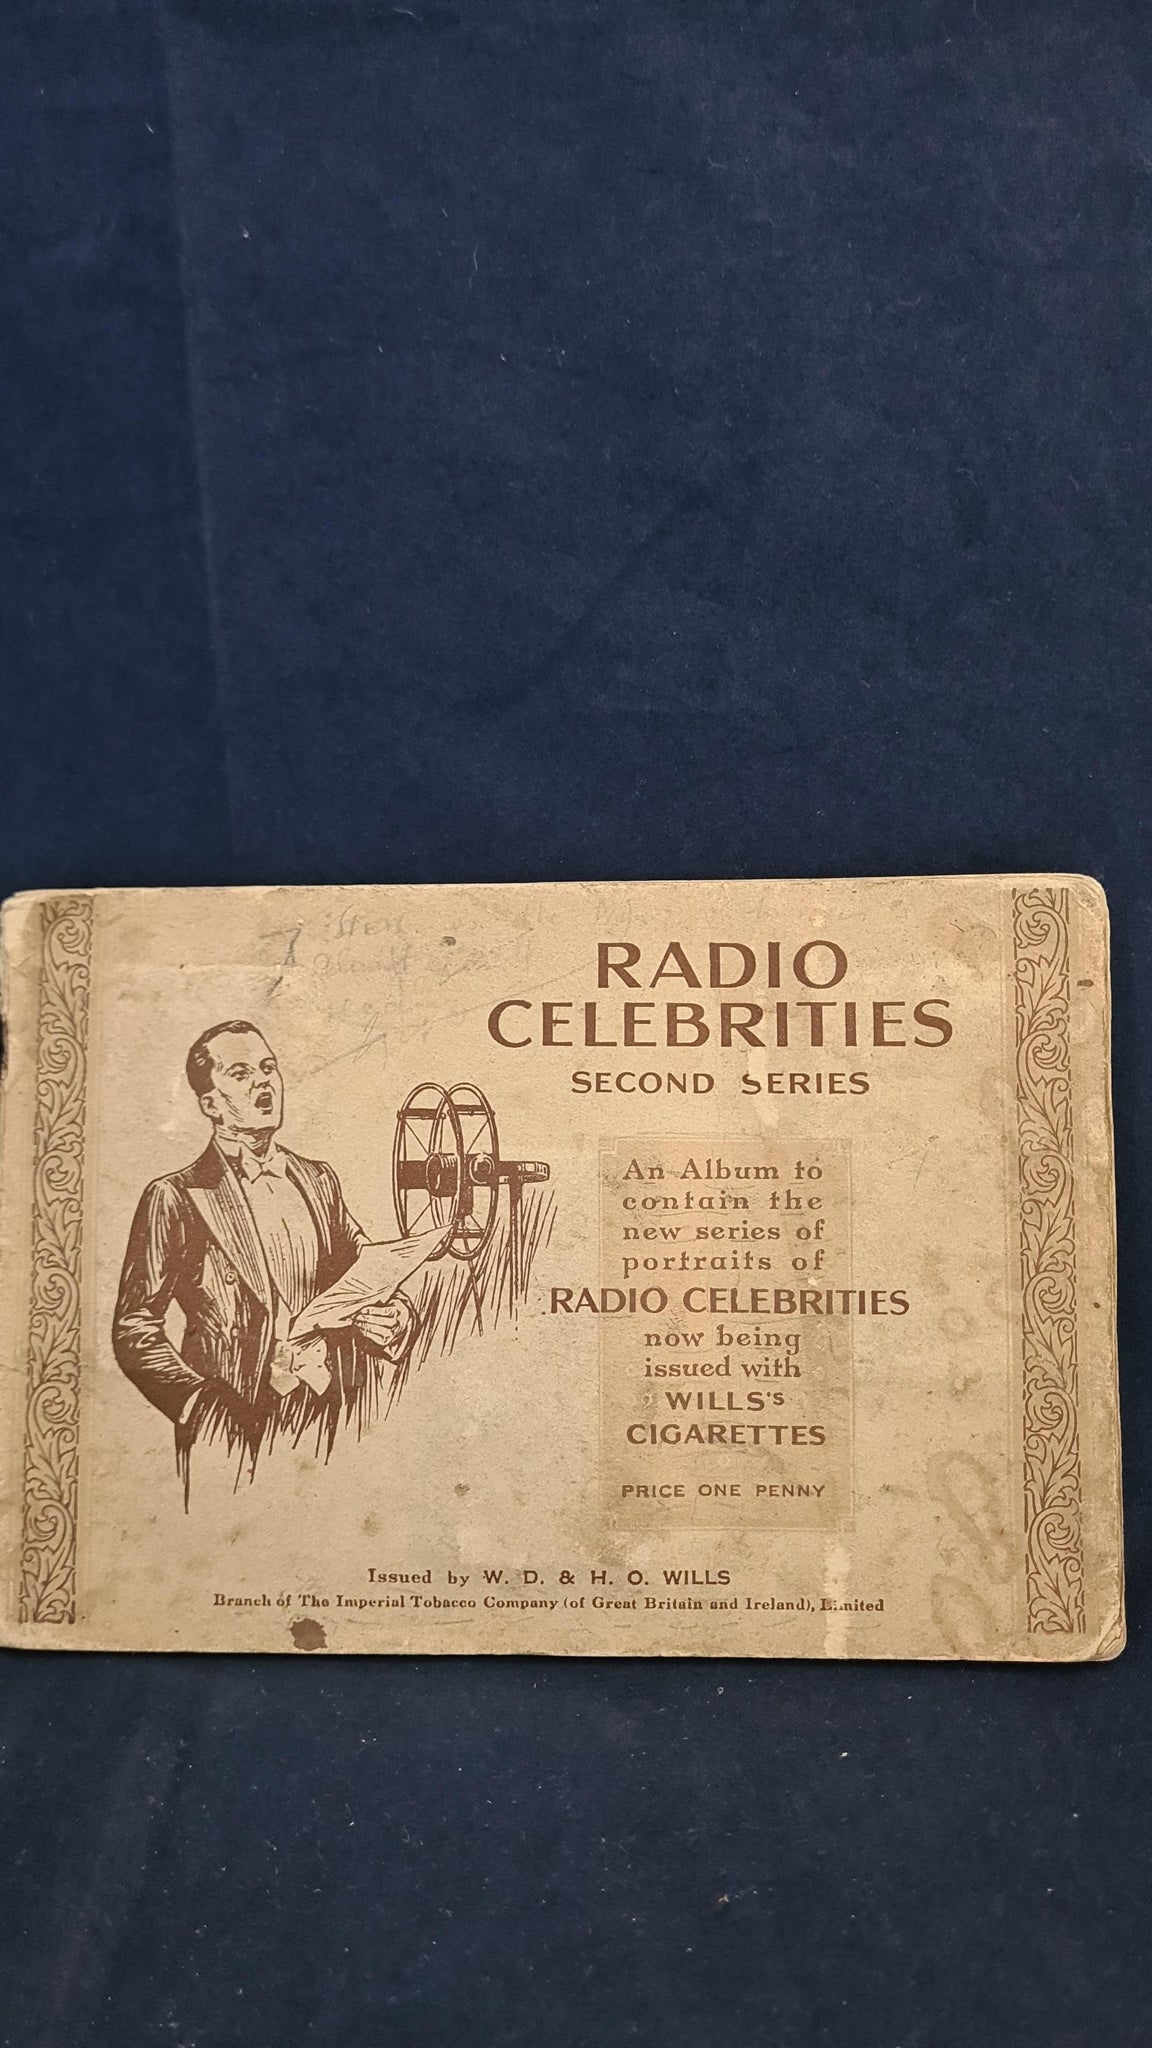 RADIO
CELEBRITIES
SECOND SERIES
An Album to
contain the
new series of
portraits of
RADIO CELEBRITIES
now being
issued with
WILLS's
CIGARETTES
PRICE ONE PENNY
Issued by W. D. & H. O. WILLS
Branch of The Imperial Tobacco Company (of Great Britain and Ireland), Limited